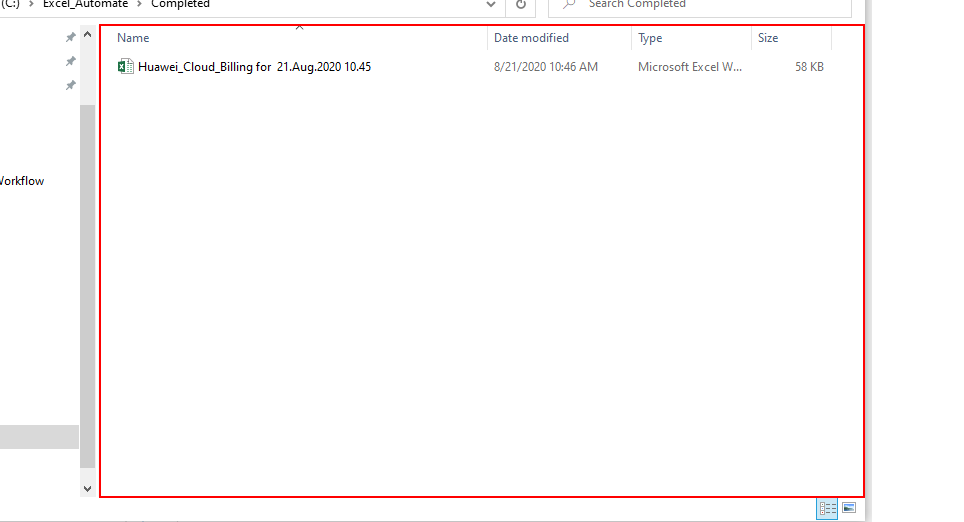 (C:) > Excel_Automate > Completed
Search Completed
Name
Date modified
Type
Size
Huawei_Cloud_Billing for  21.Aug.2020 10.45
8/21/2020 10:46 AM
Microsoft Excel W...
58 KB
Workflow